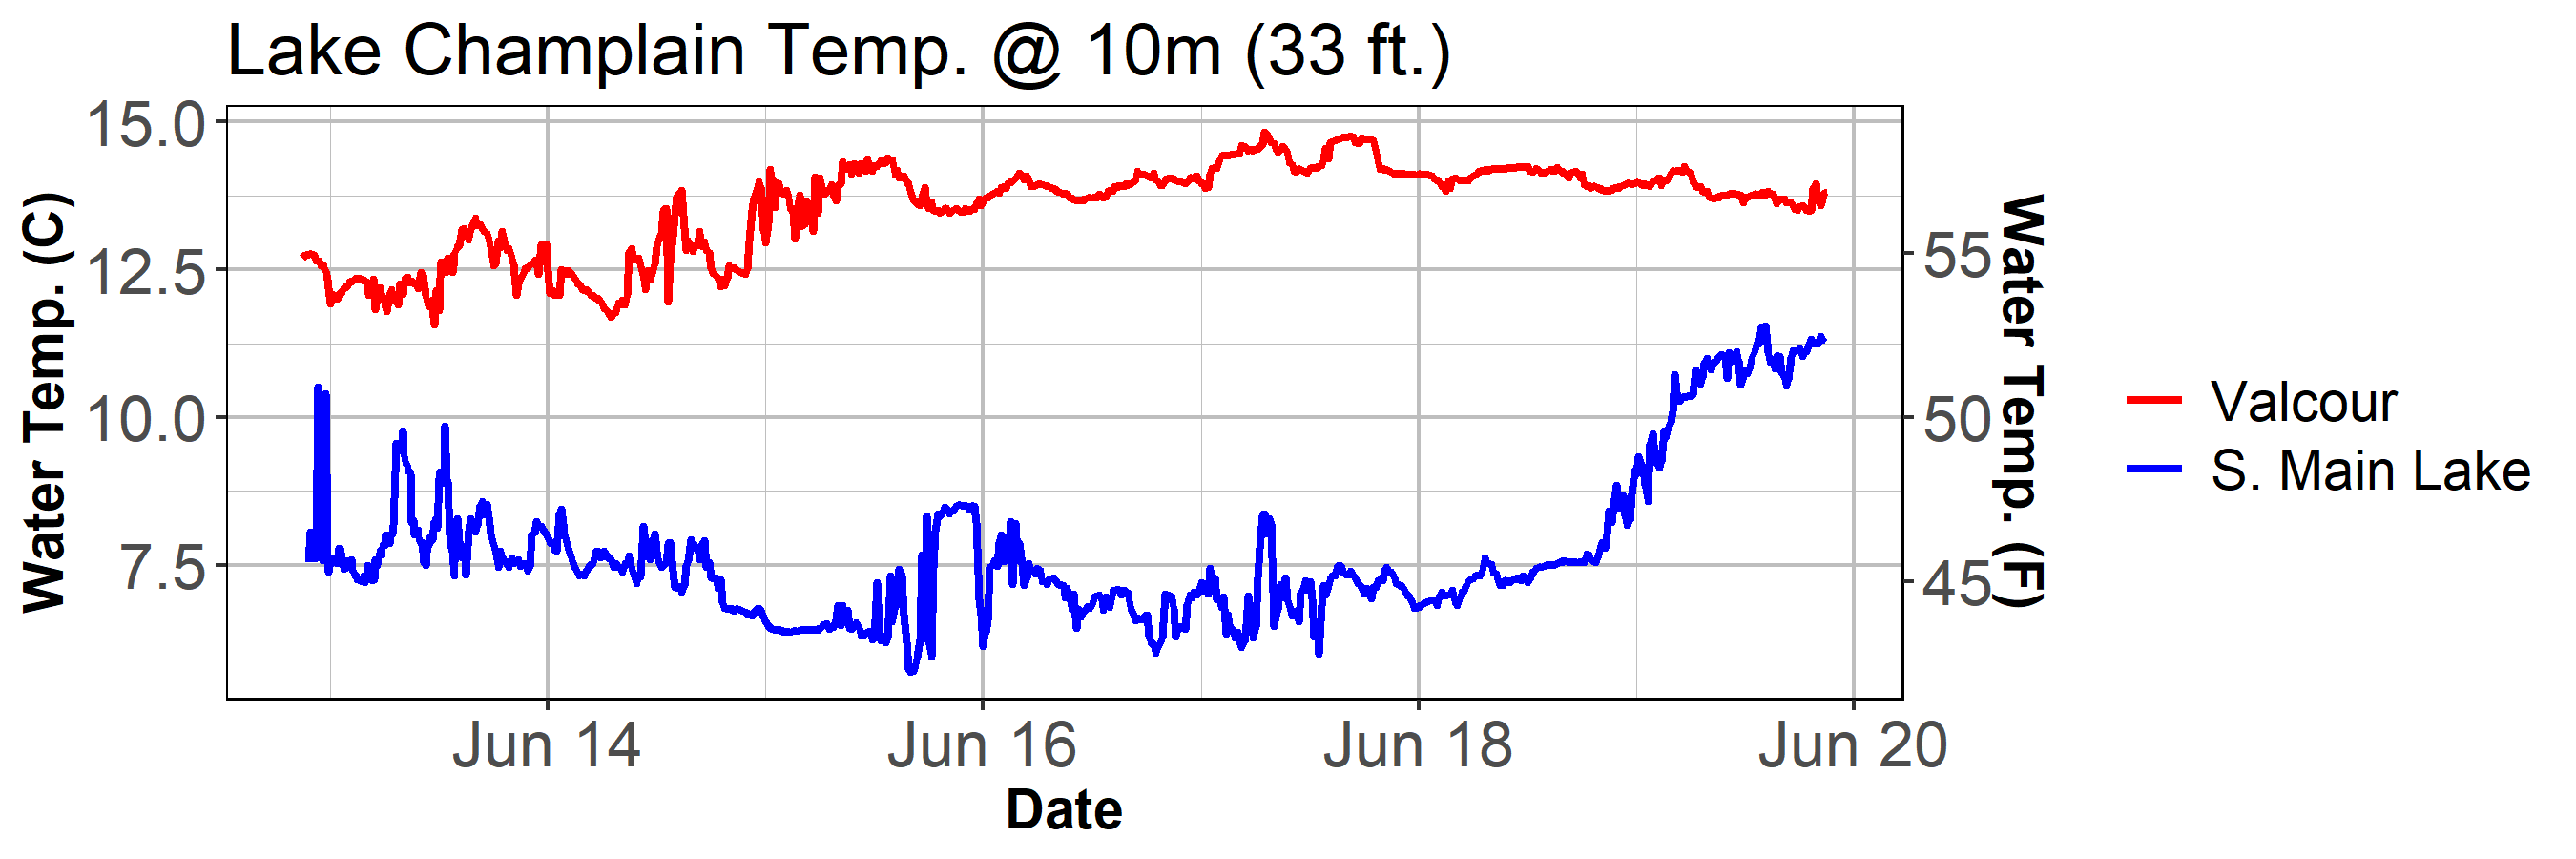 Lake Champlain Temp. @ 10m (33 ft.)
Water Temp. (C)
15.0
12.5
10.0
7.5
55
50
45
Water Temp. (F)
Jun 14
Jun 16
Jun 18
Jun 20
Date
Valcour
S. Main Lake